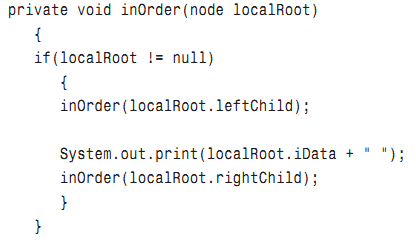 private void inOrder(node localRoot)
{
if(localRoot != null)
{
inOrder(localRoot.leftChild);
System.out.print(localRoot.iData + " ");
inOrder(localRoot.rightChild);
}
}